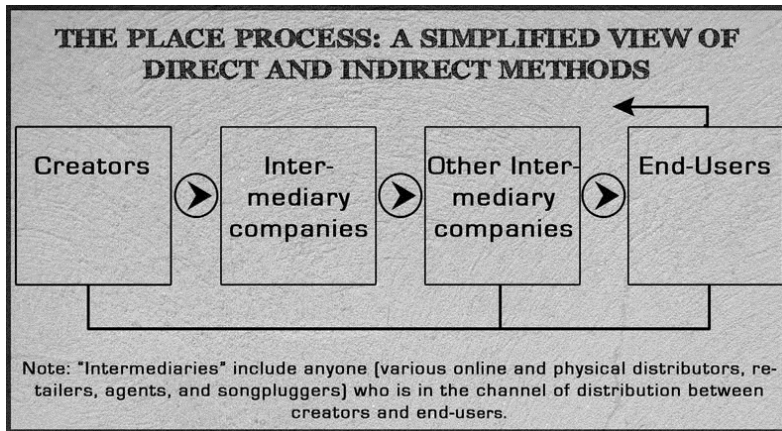 THE PLACE PROCESS: A SIMPLIFIED VIEW OF
DIRECT AND INDIRECT METHODS
Creators
Inter-
mediary
companies
Other Inter-
mediary
companies
End-Users
Note: "Intermediaries" include anyone (various online and physical distributors, re-
tailers, agents, and songpluggers) who is in the channel of distribution between
creators and end-users.